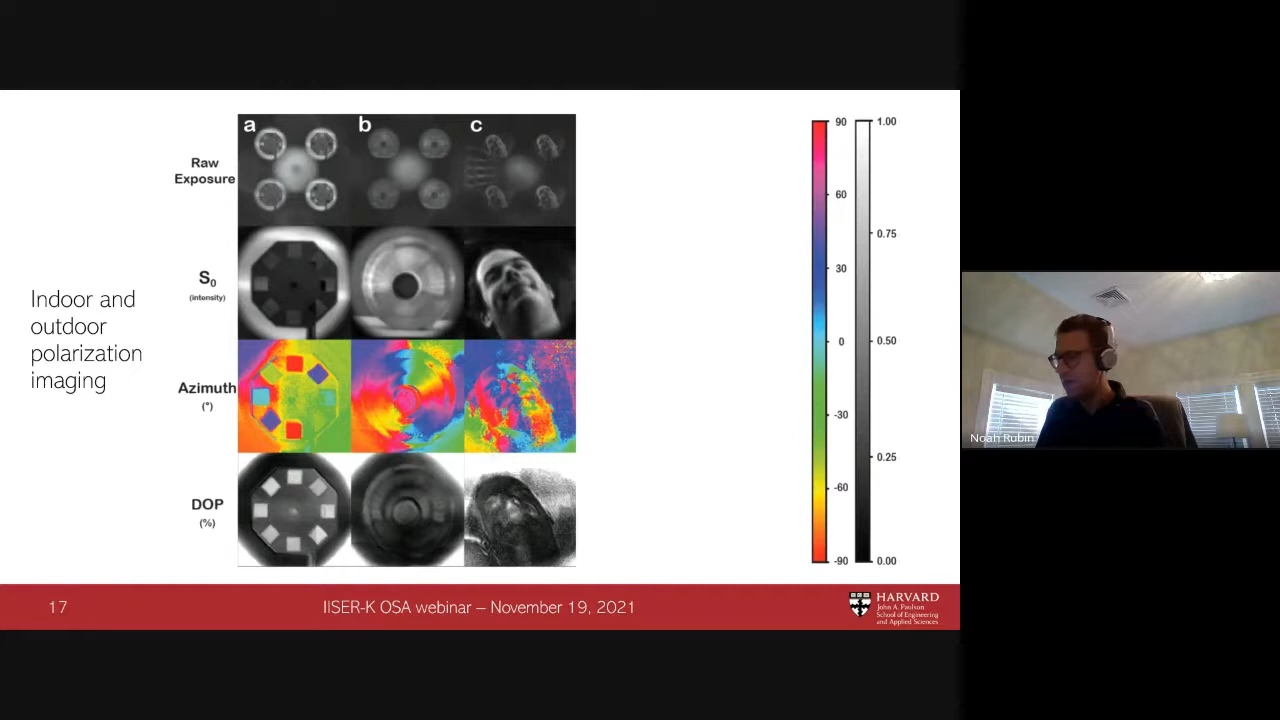 Indoor and
outdoor
polarization
imaging
a
b
c
Raw
Exposure
S₀
(intensity)
Azimuth
(°)
DOP
(%)
90
60
30
0
-30
-60
-90
1.00
0.75
0.50
0.25
0.00
17
IISER-K OSA webinar – November 19, 2021
HARVARD
John A. Paulson
School of Engineering
and Applied Sciences
Noah Rubin